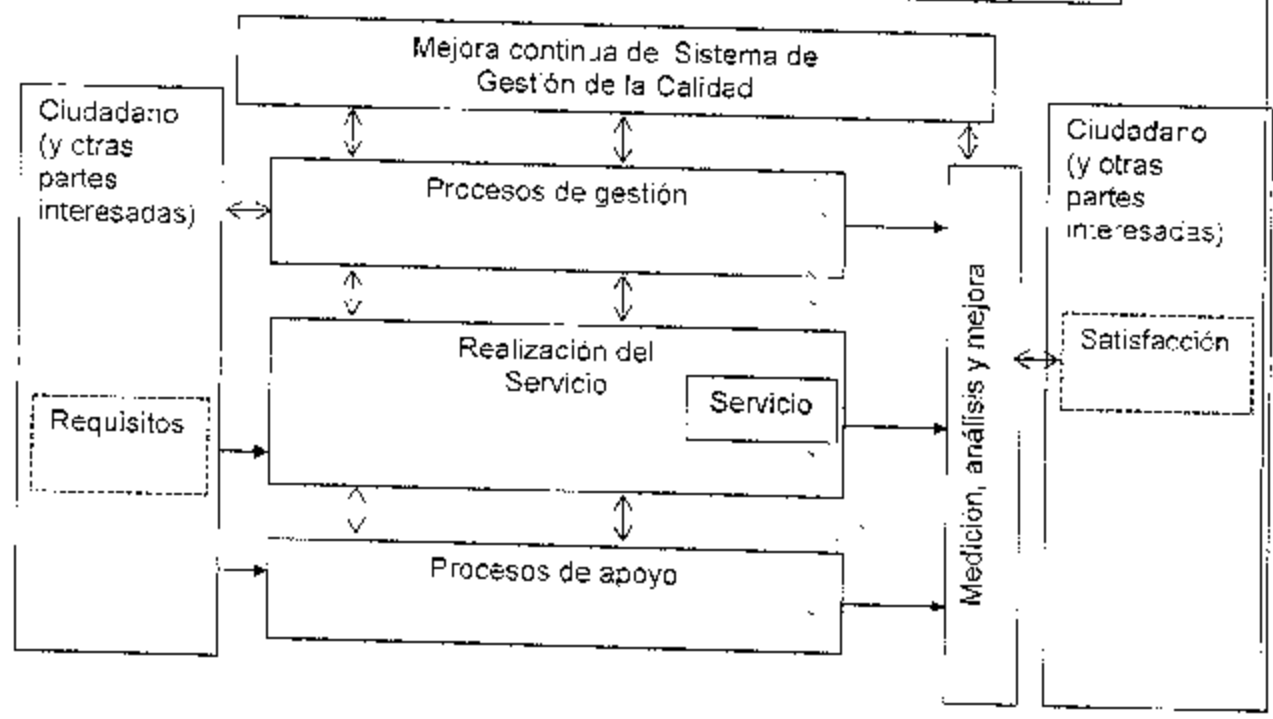 Mejora continua de Sistema de
Gestión de la Calidad
Ciudadano
(y otras
partes
interesadas)
Requisitos
Procesos de gestión
Realización del
Servicio
Servicio
Procesos de apoyo
Medición, análisis y mejora
Ciudadano
(y otras
partes
interesadas)
Satisfacción